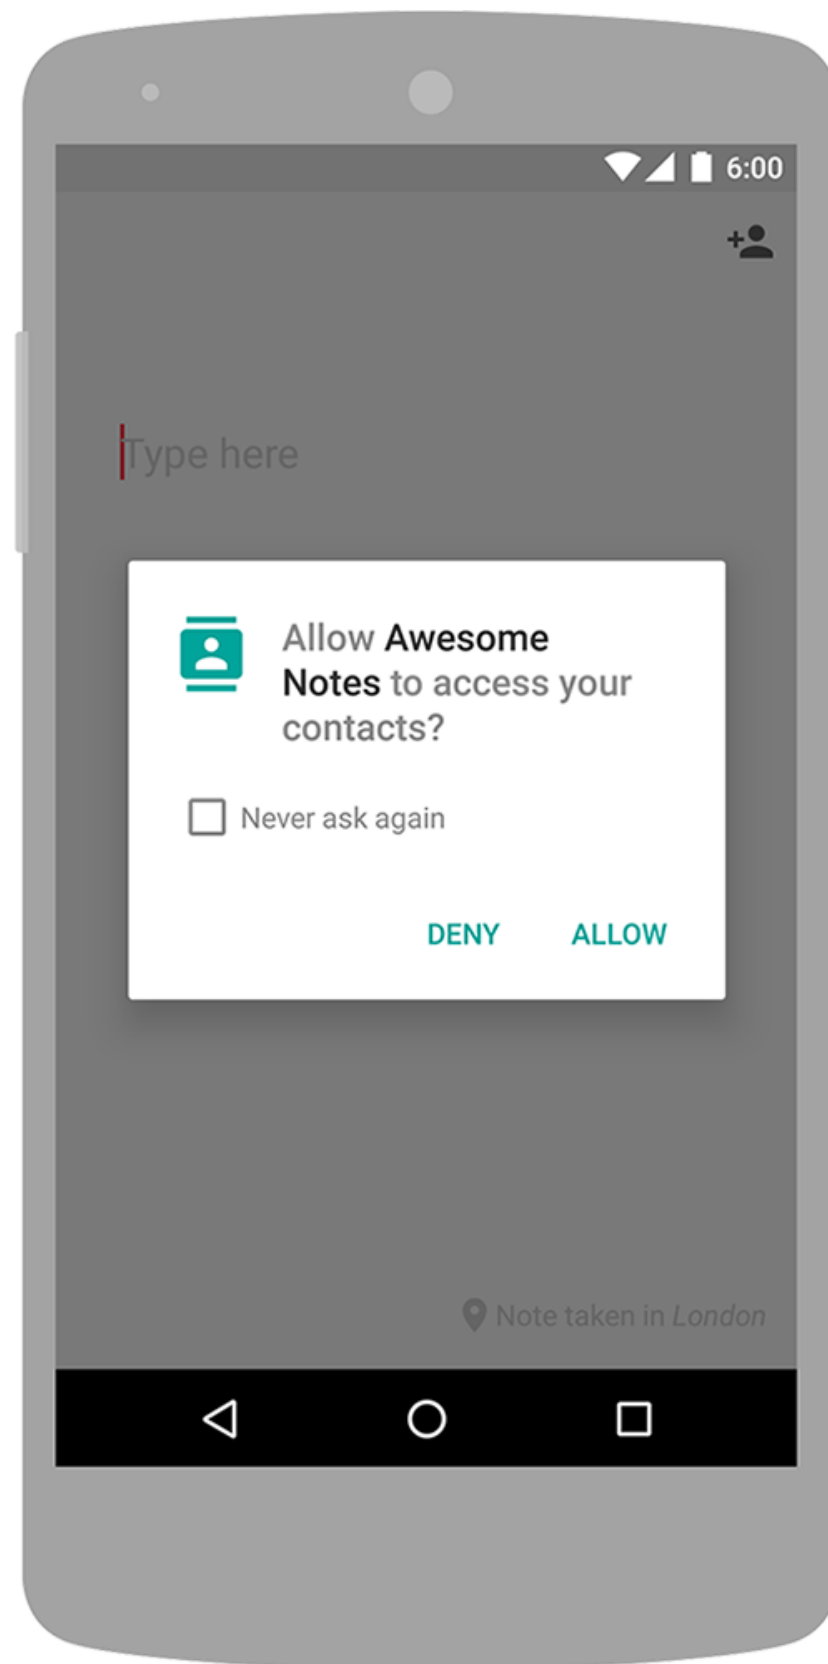 6:00
Type here
Allow Awesome
Notes to access your
contacts?
Never ask again
DENY ALLOW
Note taken in London